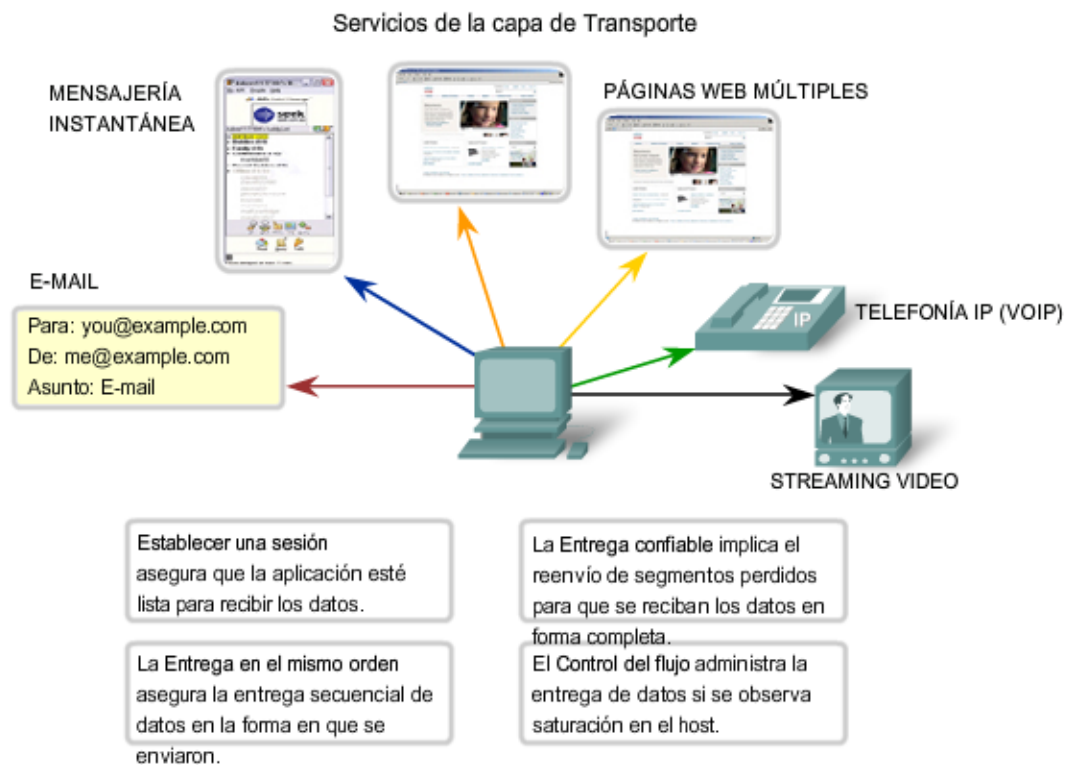 Servicios de la capa de Transporte
MENSAJERÍA
INSTANTÁNEA
seek
PÁGINAS WEB MÚLTIPLES
E-MAIL
Para: you@example.com
De: me@example.com
Asunto: E-mail
IP
TELEFONÍA IP (VOIP)
STREAMING VIDEO
Establecer una sesión
asegura que la aplicación esté
lista para recibir los datos.
La Entrega confiable implica el
reenvío de segmentos perdidos
para que se reciban los datos en
forma completa.
La Entrega en el mismo orden
asegura la entrega secuencial de
datos en la forma en que se
enviaron.
El Control del flujo administra la
entrega de datos si se observa
saturación en el host.